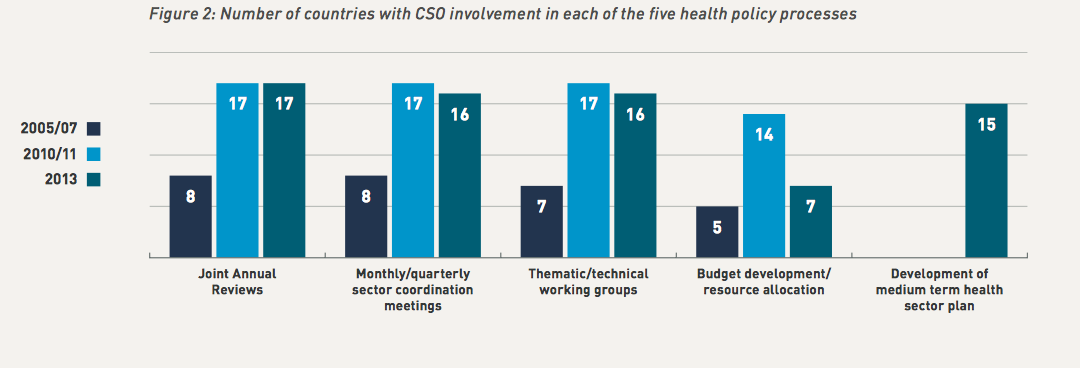 Figure 2: Number of countries with CSO involvement in each of the five health policy processes
2005/07
2010/11
2013
8
17
17
8
17
16
7
17
16
5
14
7
15
Joint Annual
Reviews
Monthly/quarterly
sector coordination
meetings
Thematic/technical
working groups
Budget development/
resource allocation
Development of
medium term health
sector plan